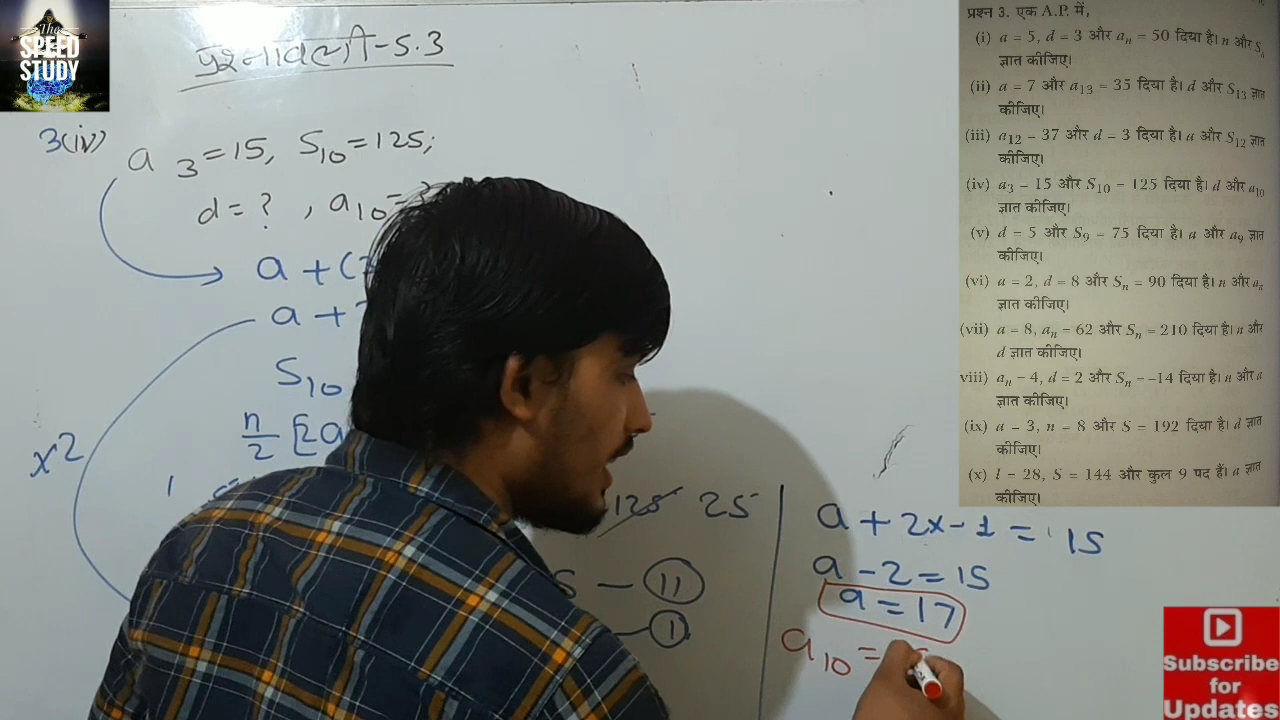 The
SPEED
STUDY
प्रश्नावली-5.3
3(iv) a3=15, S10=125;
d=?, a10=?
a+(
a+
S10
n/2 [2a
x2
125 25
11
1
a+2x-1=15
a-2=15
a=17
a10=
प्रश्न 3. एक A.P. में,
(i) a = 5, d = 3 और an = 50 दिया है। n और Sn
ज्ञात कीजिए।
(ii) a = 7 और a13 = 35 दिया है। d और S13 ज्ञात
कीजिए।
(iii) a12 = 37 और d = 3 दिया है। a और S12 ज्ञात
कीजिए।
(iv) a3 = 15 और S10 = 125 दिया है। d और a10
ज्ञात कीजिए।
(v) d = 5 और S9 = 75 दिया है। a और a9 ज्ञात
कीजिए।
(vi) a = 2, d = 8 और Sn = 90 दिया है। n और an
ज्ञात कीजिए।
(vii) a = 8, an = 62 और Sn = 210 दिया है। n और
d ज्ञात कीजिए।
viii) an = 4, d = 2 और Sn = -14 दिया है। n और a
ज्ञात कीजिए।
(ix) a = 3, n = 8 और S = 192 दिया है। d ज्ञात
कीजिए।
(x) l = 28, S = 144 और कुल 9 पद हैं। a ज्ञात
कीजिए।
Subscribe
for
Updates